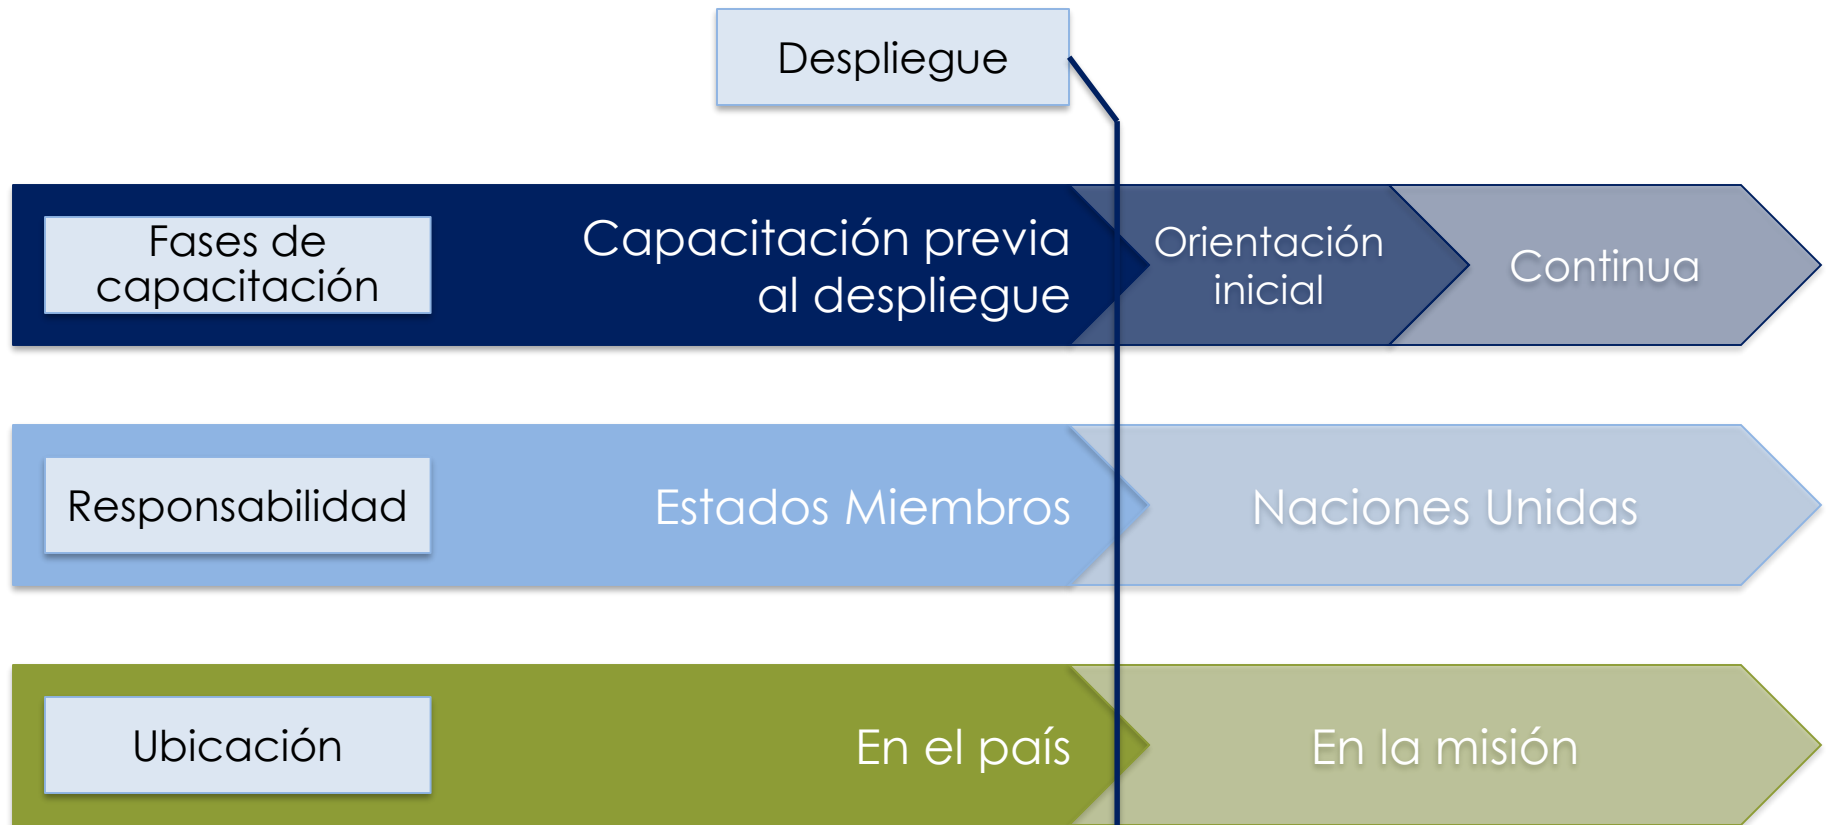 Despliegue
Fases de
capacitación
Capacitación previa
al despliegue
Orientación
inicial
Continua
Responsabilidad
Estados Miembros
Naciones Unidas
Ubicación
En el país
En la misión